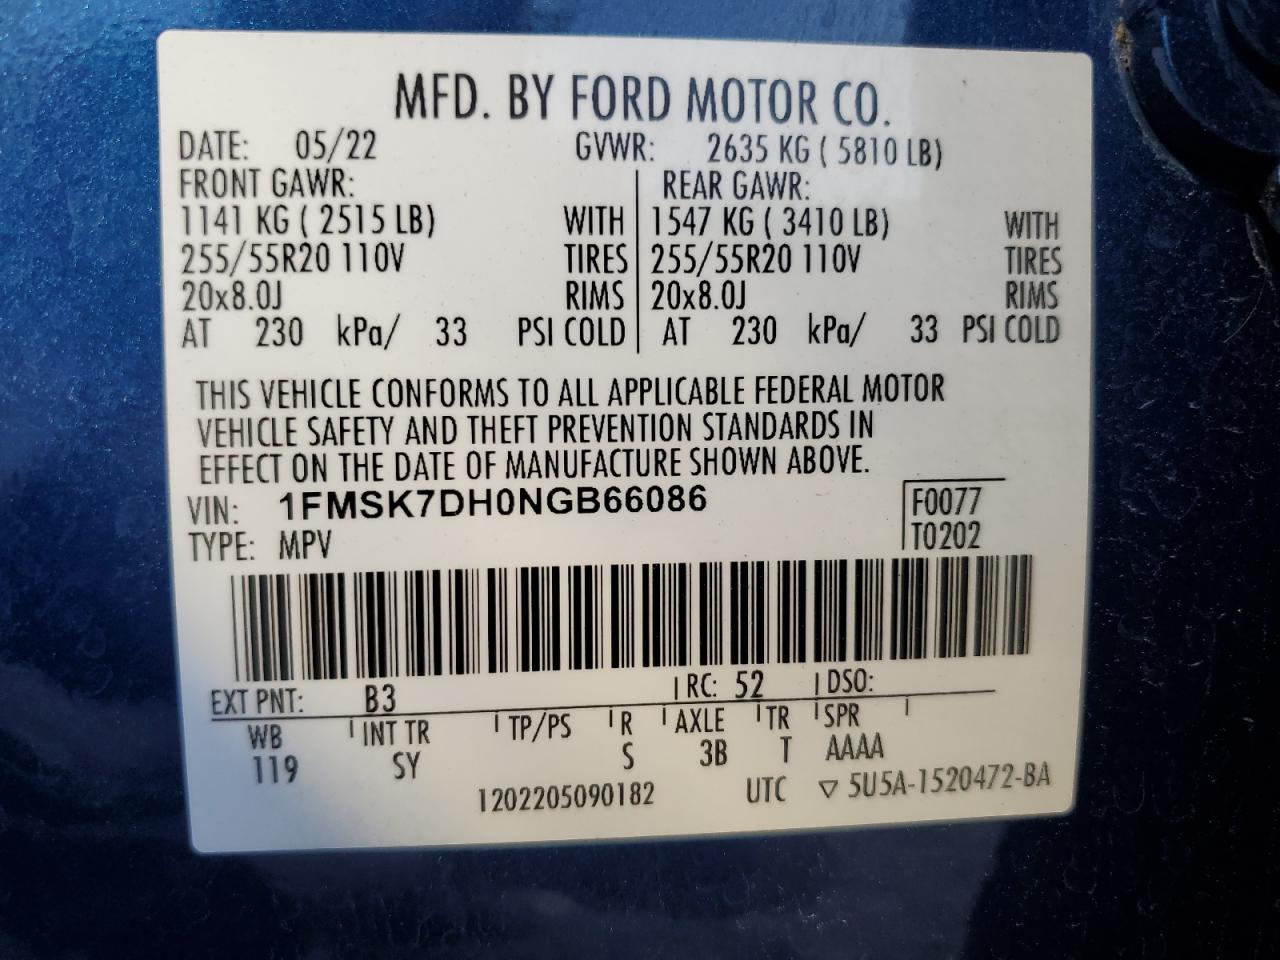 MFD. BY FORD MOTOR CO.
DATE: 05/22 GVWR: 2635 KG ( 5810 LB)
FRONT GAWR: REAR GAWR:
1141 KG ( 2515 LB) WITH 1547 KG ( 3410 LB) WITH
255/55R20 110V TIRES 255/55R20 110V TIRES
20x8.0J RIMS 20x8.0J RIMS
AT 230 kPa/ 33 PSI COLD AT 230 kPa/ 33 PSI COLD
THIS VEHICLE CONFORMS TO ALL APPLICABLE FEDERAL MOTOR
VEHICLE SAFETY AND THEFT PREVENTION STANDARDS IN
EFFECT ON THE DATE OF MANUFACTURE SHOWN ABOVE.
VIN: 1FMSK7DH0NGB66086 F0077
TYPE: MPV T0202
EXT PNT: B3 RC: 52 DSO:
WB INT TR TP/PS R AXLE TR SPR
119 SY S 3B T AAAA
1202205090182 UTC ▽ 5U5A-1520472-BA